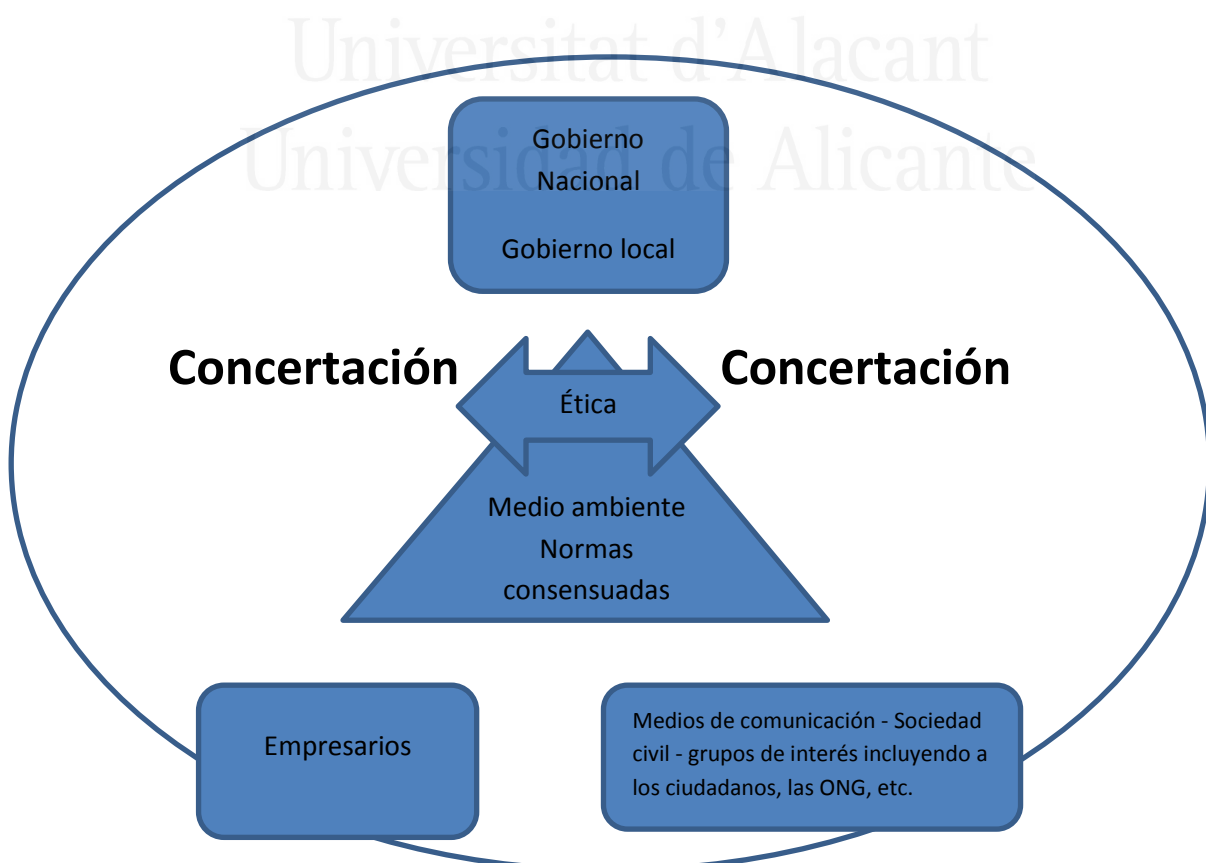 Universitat d'Alacant
Universidad de Alicante
Gobierno
Nacional
Gobierno local
Concertación
Concertación
Ética
Medio ambiente
Normas
consensuadas
Empresarios
Medios de comunicación - Sociedad
civil - grupos de interés incluyendo a
los ciudadanos, las ONG, etc.